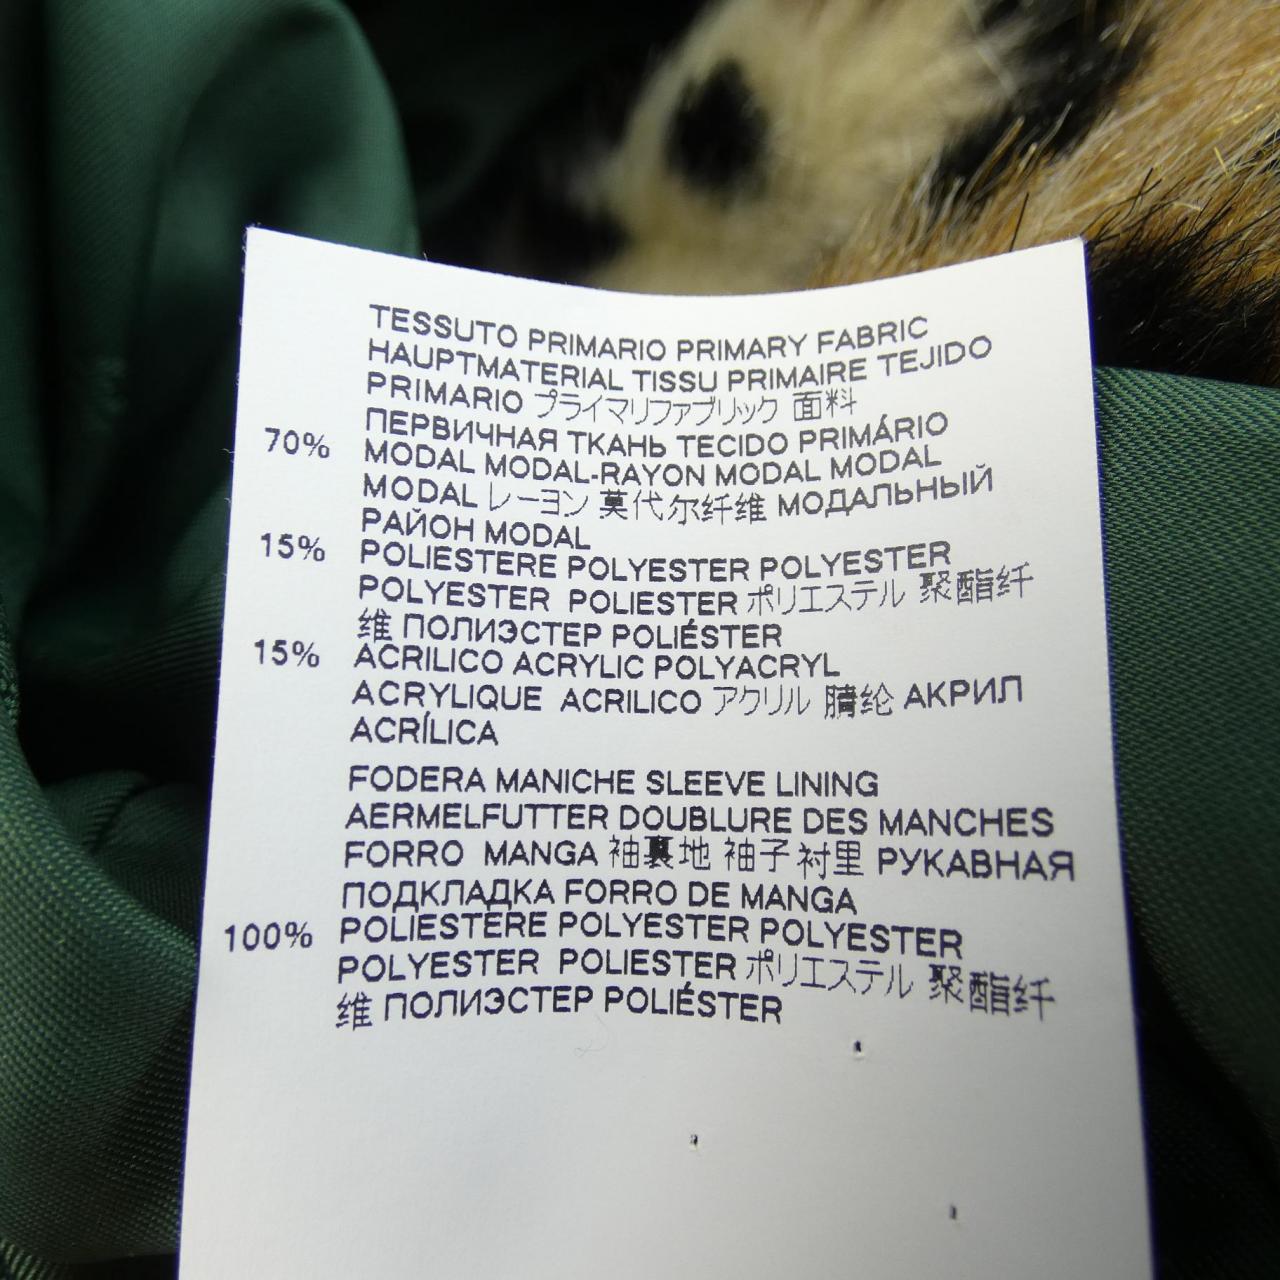 TESSUTO PRIMARIO PRIMARY FABRIC
HAUPTMATERIAL TISSU PRIMAIRE TEJIDO
PRIMARIO プライマリファブリック 面料
ПЕРВИЧНАЯ ТКАНЬ TECIDO PRIMÁRIO
70% MODAL MODAL-RAYON MODAL MODAL
MODAL レーヨン 莫代尔纤维 МОДАЛЬНЫЙ
РАЙОН MODAL
15% POLIESTERE POLYESTER POLYESTER
POLYESTER POLIESTER ポリエステル 聚酯纤
维 ПОЛИЭСТЕР POLIÉSTER
15% ACRILICO ACRYLIC POLYACRYL
ACRYLIQUE ACRILICO アクリル 腈纶 АКРИЛ
ACRÍLICA
FODERA MANICHE SLEEVE LINING
AERMELFUTTER DOUBLURE DES MANCHES
FORRO MANGA 袖裏地 袖子衬里 РУКАВНАЯ
ПОДКЛАДКА FORRO DE MANGA
100% POLIESTERE POLYESTER POLYESTER
POLYESTER POLIESTER ポリエステル 聚酯纤
维 ПОЛИЭСТЕР POLIÉSTER